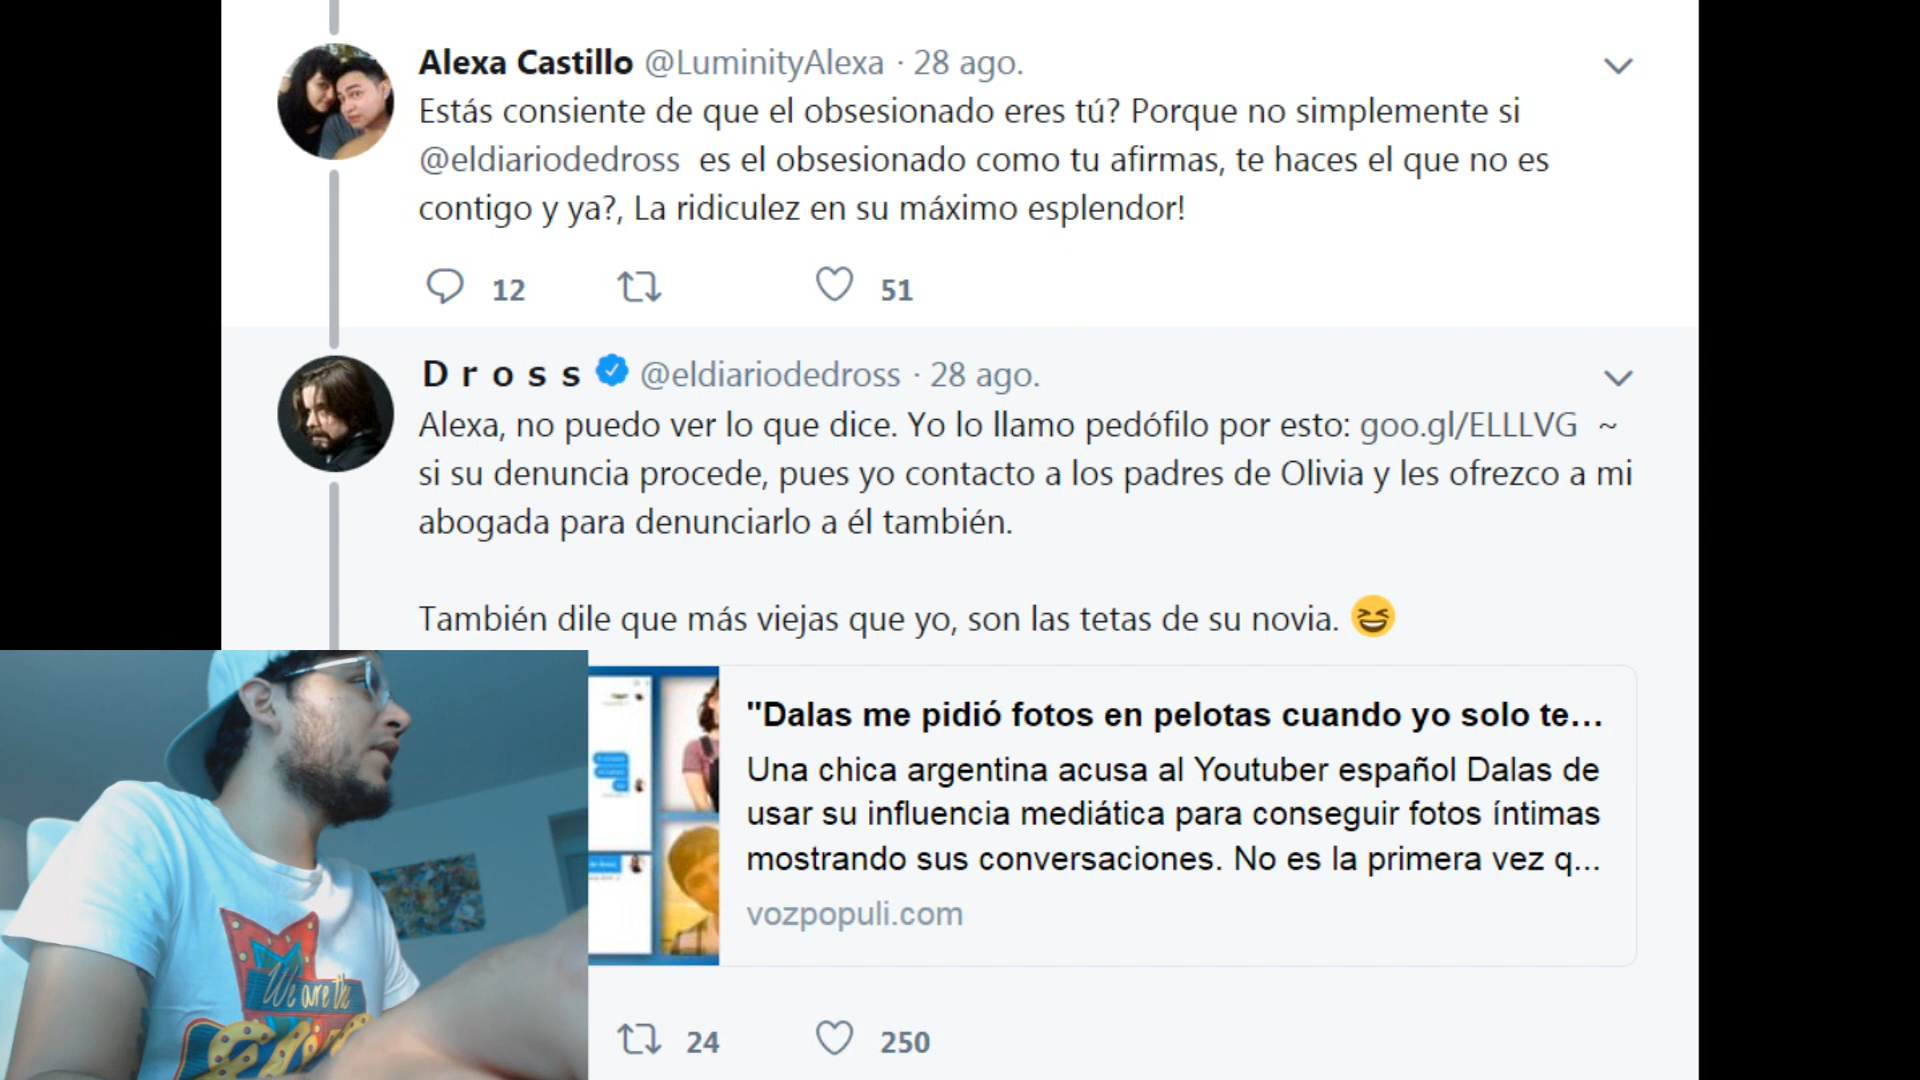 Alexa Castillo @LuminityAlexa · 28 ago.
Estás consiente de que el obsesionado eres tú? Porque no simplemente si
@eldiariodedross es el obsesionado como tu afirmas, te haces el que no es
contigo y ya?, La ridiculez en su máximo esplendor!
12 51
D r o s s @eldiariodedross · 28 ago.
Alexa, no puedo ver lo que dice. Yo lo llamo pedófilo por esto: goo.gl/ELLLVG ~
si su denuncia procede, pues yo contacto a los padres de Olivia y les ofrezco a mi
abogada para denunciarlo a él también.
También dile que más viejas que yo, son las tetas de su novia. 😆
"Dalas me pidió fotos en pelotas cuando yo solo te...
Una chica argentina acusa al Youtuber español Dalas de
usar su influencia mediática para conseguir fotos íntimas
mostrando sus conversaciones. No es la primera vez q...
vozpopuli.com
24 250
We are the